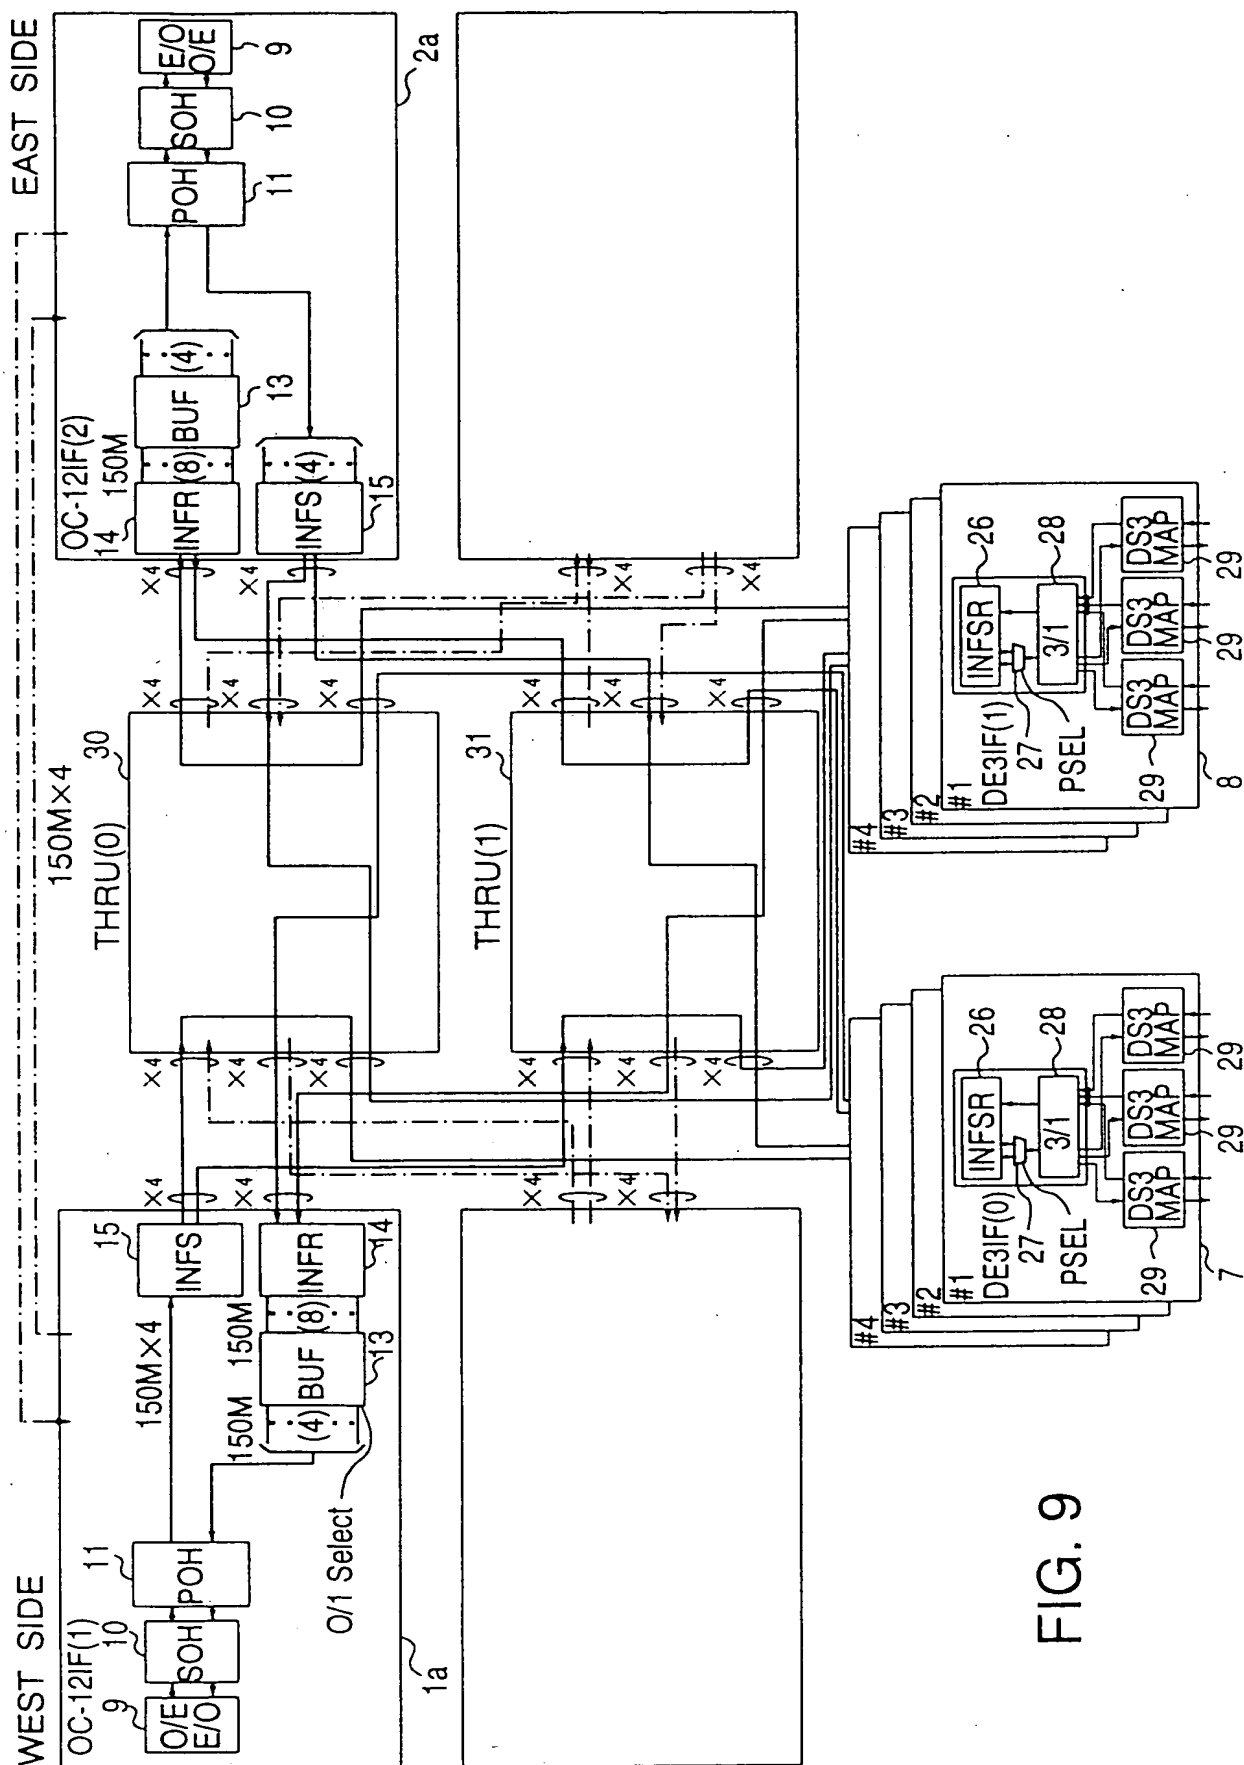 WEST SIDE
EAST SIDE
150M×4
OC-12IF(1)
9
O/E
E/O
10
SOH
11
POH
150M×4
15
INFS
150M
(4)
BUF
13
150M
(8)
INFR
14
O/1 Select
1a
×4
×4
×4
×4
THRU(0)
30
×4
×4
×4
×4
×4
×4
THRU(1)
31
×4
×4
×4
×4
×4
×4
OC-12IF(2)
14
INFR
150M
(8)
BUF
13
(4)
INFS
15
(4)
POH
11
SOH
10
E/O
O/E
9
2a
×4
×4
×4
×4
#4
#3
#2
#1
DE3IF(0)
INFSR
26
27
PSEL
3/1
28
DS3
MAP
29
DS3
MAP
29
DS3
MAP
29
7
#4
#3
#2
#1
DE3IF(1)
INFSR
26
27
PSEL
3/1
28
DS3
MAP
29
DS3
MAP
29
DS3
MAP
29
8
FIG. 9